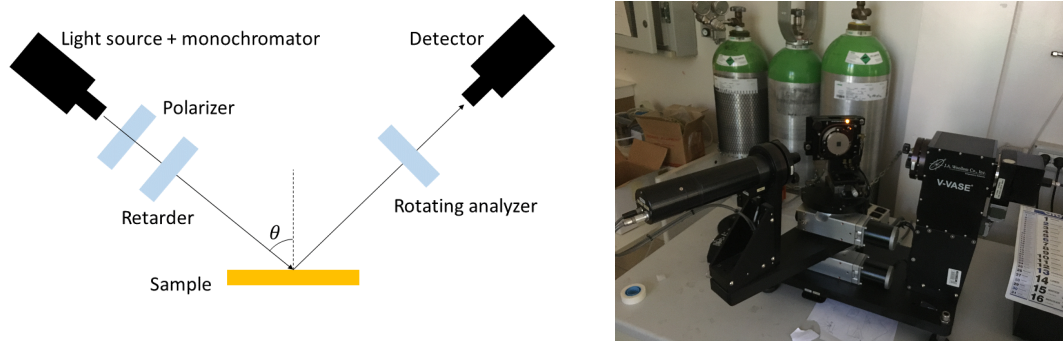 Light source + monochromator
Detector
Polarizer
Retarder
Rotating analyzer
θ
Sample
J.A. Woollam Co., Inc.
V-VASE
14
15
16